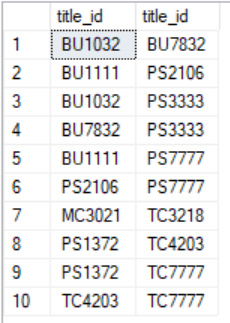 title_id title_id
1 BU1032 BU7832
2 BU1111 PS2106
3 BU1032 PS3333
4 BU7832 PS3333
5 BU1111 PS7777
6 PS2106 PS7777
7 MC3021 TC3218
8 PS1372 TC4203
9 PS1372 TC7777
10 TC4203 TC7777